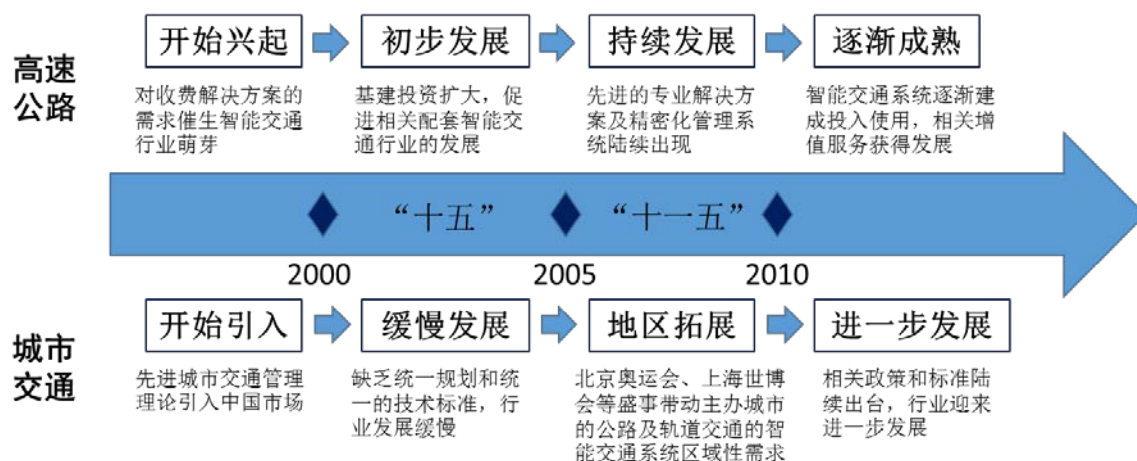 高速
公路
开始兴起
初步发展
持续发展
逐渐成熟
对收费解决方案的
需求催生智能交通
行业萌芽
基建投资扩大，促
进相关配套智能交
通行业的发展
先进的专业解决方
案及精密化管理系
统陆续出现
智能交通系统逐渐建
成投入使用，相关增
值服务获得发展
“十五”
“十一五”
2000
2005
2010
城市
交通
开始引入
缓慢发展
地区拓展
进一步发展
先进城市交通管理
理论引入中国市场
缺乏统一规划和统
一的技术标准，行
业发展缓慢
北京奥运会、上海世博
会等盛事带动主办城市
的公路及轨道交通的智
能交通系统区域性需求
相关政策和标准陆
续出台，行业迎来
进一步发展